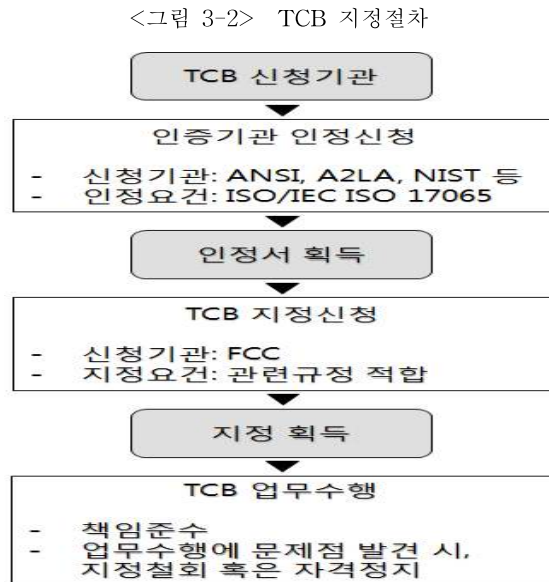 <그림 3-2> TCB 지정절차
TCB 신청기관
인증기관 인정신청
- 신청기관: ANSI, A2LA, NIST 등
- 인정요건: ISO/IEC ISO 17065
인정서 획득
TCB 지정신청
- 신청기관: FCC
- 지정요건: 관련규정 적합
지정 획득
TCB 업무수행
- 책임준수
- 업무수행에 문제점 발견 시,
지정철회 혹은 자격정지